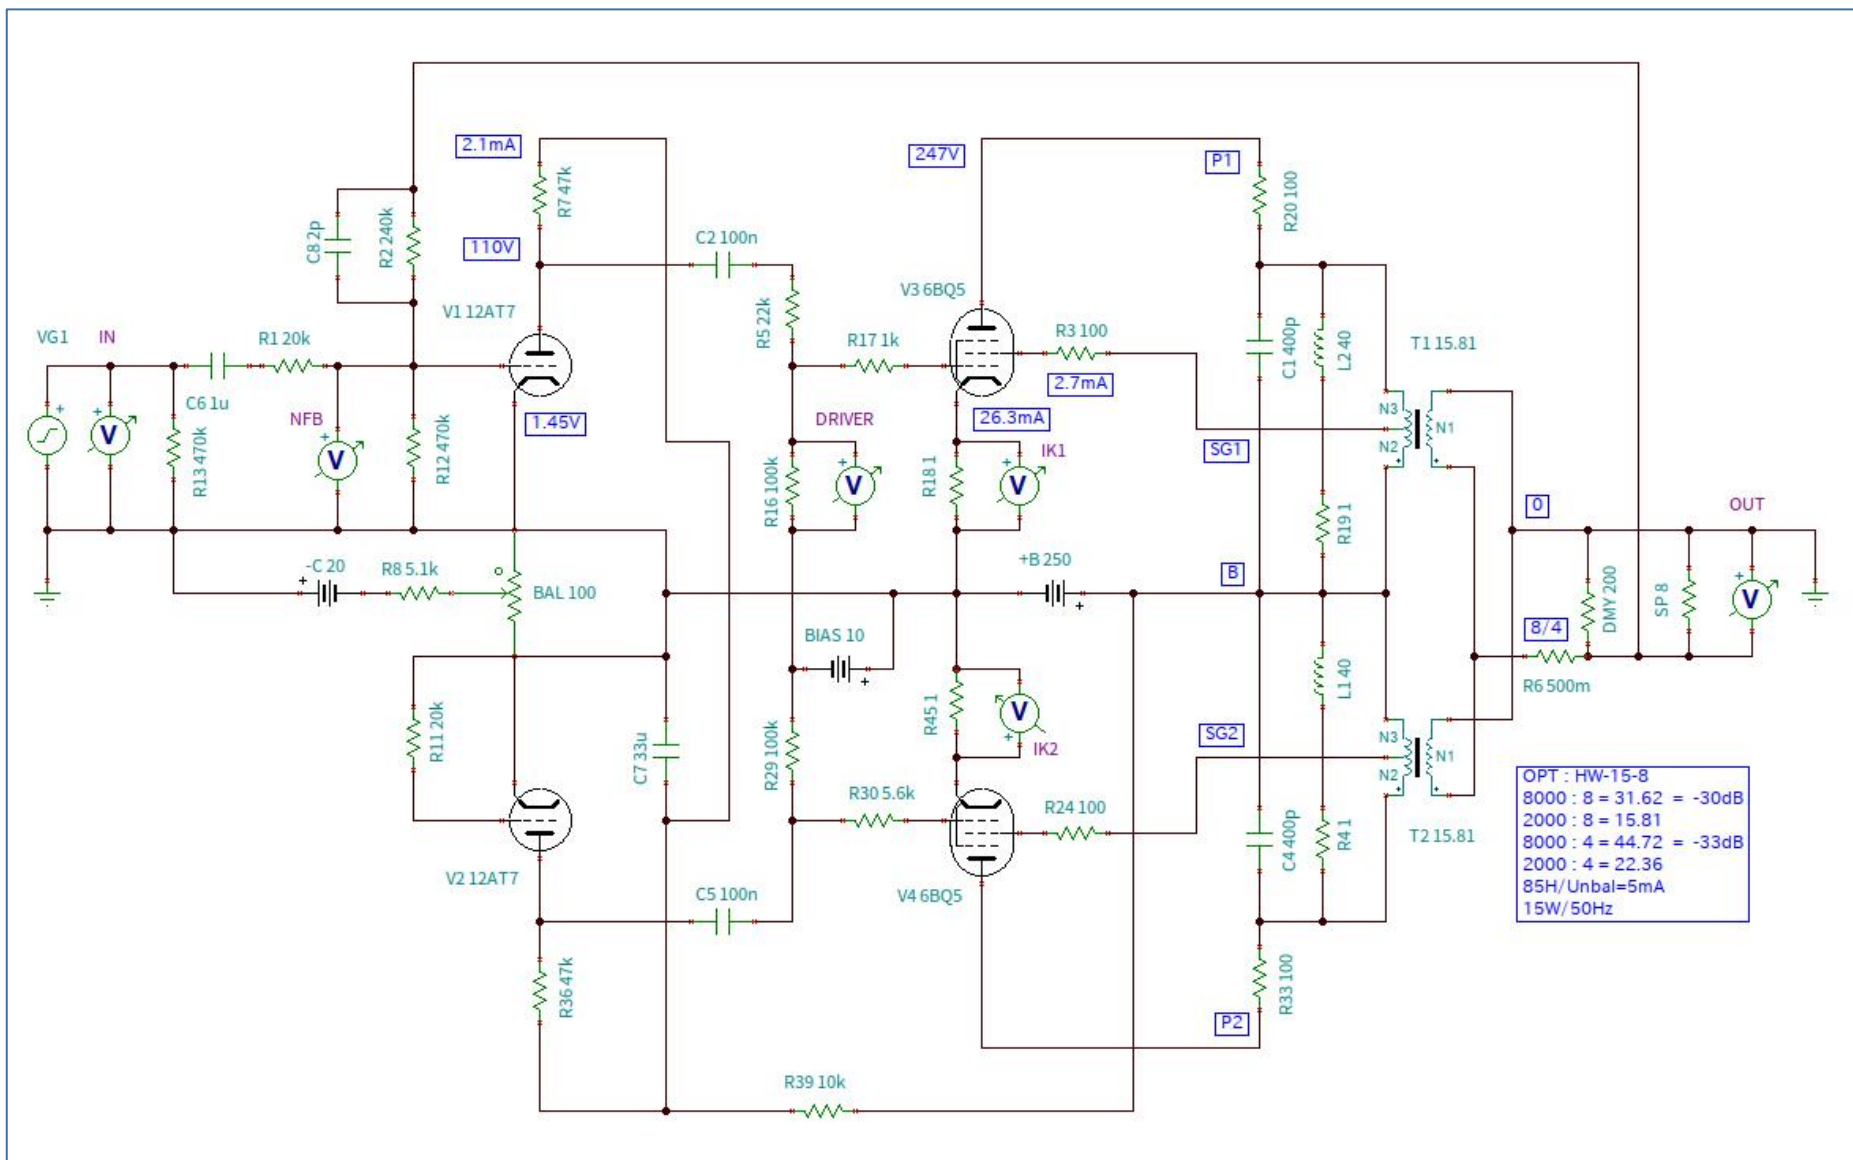 2.1mA
247V
P1
R7 47k
R20 100
C8 2p
R2 240k
110V
C2 100n
V1 12AT7
V3 6BQ5
R5 22k
VG1
IN
R1 20k
R17 1k
R3 100
C1 400p
L2 40
T1 15.81
C6 1u
2.7mA
NFB
1.45V
DRIVER
26.3mA
IK1
SG1
N3
N2
N1
R13 470k
R12 470k
R16 100k
R18 1
R19 1
0
OUT
-C 20
R8 5.1k
BAL 100
+B 250
B
DMY 200
SP 8
BIAS 10
8/4
R6 500m
R11 20k
C7 33u
R29 100k
R45 1
IK2
L1 40
SG2
N3
N2
N1
R30 5.6k
R24 100
C4 400p
R4 1
T2 15.81
V2 12AT7
C5 100n
V4 6BQ5
OPT : HW-15-8
8000 : 8 = 31.62 = -30dB
2000 : 8 = 15.81
8000 : 4 = 44.72 = -33dB
2000 : 4 = 22.36
85H/Unbal=5mA
15W/50Hz
R36 47k
R33 100
P2
R39 10k
V
V
V
V
V
V